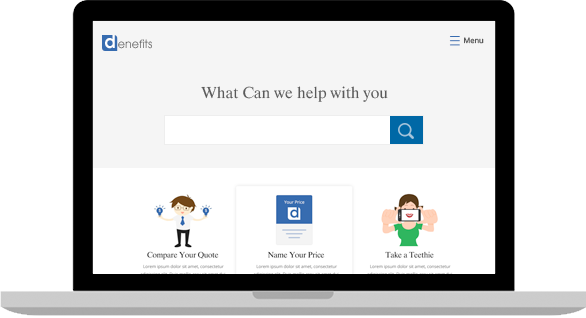 denefits
Menu
What Can we help with you
Your Price
d
Compare Your Quote
Name Your Price
Take a Teethie
Lorem ipsum dolor sit amet, consectetur
Lorem ipsum dolor sit amet, consectetur
Lorem ipsum dolor sit amet, consectetur